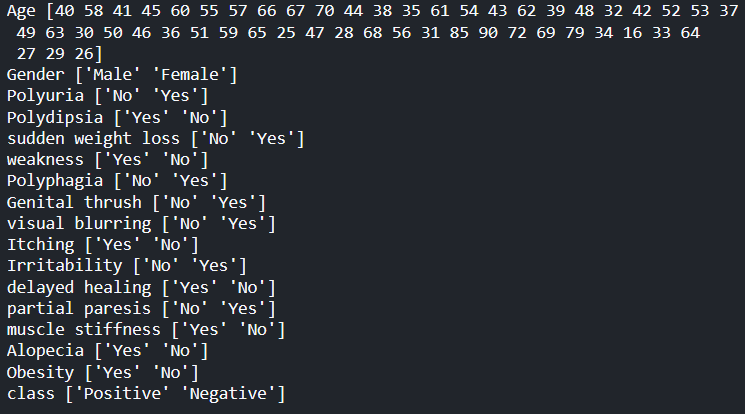 Age [40 58 41 45 60 55 57 66 67 70 44 38 35 61 54 43 62 39 48 32 42 52 53 37
49 63 30 50 46 36 51 59 65 25 47 28 68 56 31 85 90 72 69 79 34 16 33 64
27 29 26]
Gender ['Male' 'Female']
Polyuria ['No' 'Yes']
Polydipsia ['Yes' 'No']
sudden weight loss ['No' 'Yes']
weakness ['Yes' 'No']
Polyphagia ['No' 'Yes']
Genital thrush ['No' 'Yes']
visual blurring ['No' 'Yes']
Itching ['Yes' 'No']
Irritability ['No' 'Yes']
delayed healing ['Yes' 'No']
partial paresis ['No' 'Yes']
muscle stiffness ['Yes' 'No']
Alopecia ['Yes' 'No']
Obesity ['Yes' 'No']
class ['Positive' 'Negative']